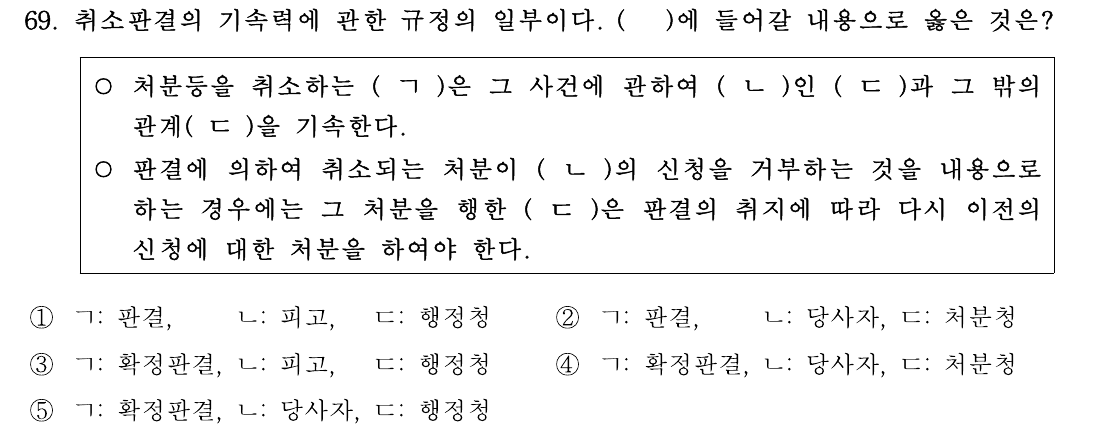 69. 취소판결의 기속력에 관한 규정의 일부이다. (   )에 들어갈 내용으로 옳은 것은?
○ 처분등을 취소하는 ( ㄱ )은 그 사건에 관하여 ( ㄴ )인 ( ㄷ )과 그 밖의
관계( ㄷ )을 기속한다.
○ 판결에 의하여 취소되는 처분이 ( ㄴ )의 신청을 거부하는 것을 내용으로
하는 경우에는 그 처분을 행한 ( ㄷ )은 판결의 취지에 따라 다시 이전의
신청에 대한 처분을 하여야 한다.
① ㄱ: 판결, ㄴ: 피고, ㄷ: 행정청 ② ㄱ: 판결, ㄴ: 당사자, ㄷ: 처분청
③ ㄱ: 확정판결, ㄴ: 피고, ㄷ: 행정청 ④ ㄱ: 확정판결, ㄴ: 당사자, ㄷ: 처분청
⑤ ㄱ: 확정판결, ㄴ: 당사자, ㄷ: 행정청